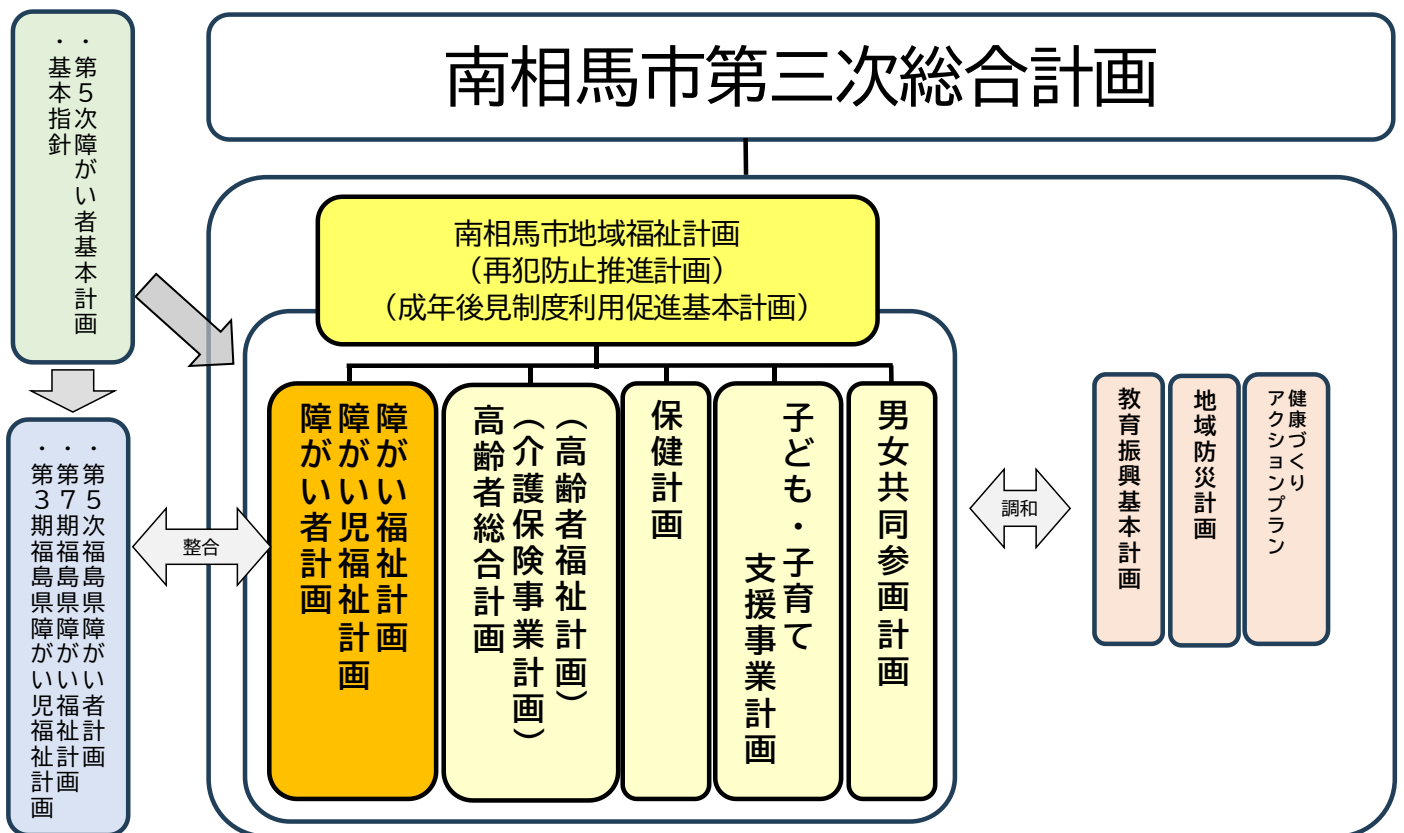 南相馬市第三次総合計画
・第５次障がい者基本計画
・基本指針
南相馬市地域福祉計画
（再犯防止推進計画）
（成年後見制度利用促進基本計画）
障がい福祉計画
障がい児福祉計画
障がい者計画
（高齢者福祉計画）
（介護保険事業計画）
高齢者総合計画
保健計画
子ども・子育て
支援事業計画
男女共同参画計画
調和
教育振興基本計画
地域防災計画
健康づくり
アクションプラン
整合
・第５次福島県障がい者計画
・第７期福島県障がい福祉計画
・第３期福島県障がい児福祉計画